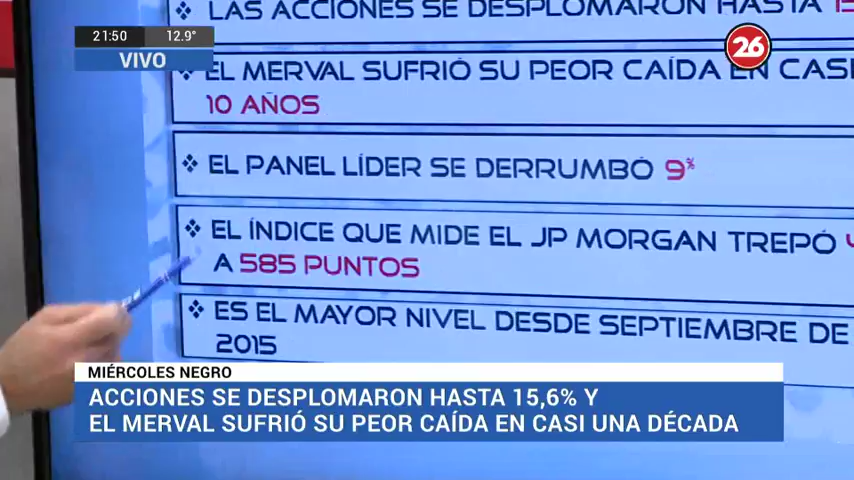 LAS ACCIONES SE DESPLOMARON HASTA
21:50 12.9°
26
VIVO
EL MERVAL SUFRIÓ SU PEOR CAÍDA EN CASI
10 AÑOS
EL PANEL LÍDER SE DERRUMBÓ 9%
EL ÍNDICE QUE MIDE EL JP MORGAN TREPÓ
A 585 PUNTOS
ES EL MAYOR NIVEL DESDE SEPTIEMBRE DE
2015
MIÉRCOLES NEGRO
ACCIONES SE DESPLOMARON HASTA 15,6% Y
EL MERVAL SUFRIÓ SU PEOR CAÍDA EN CASI UNA DÉCADA